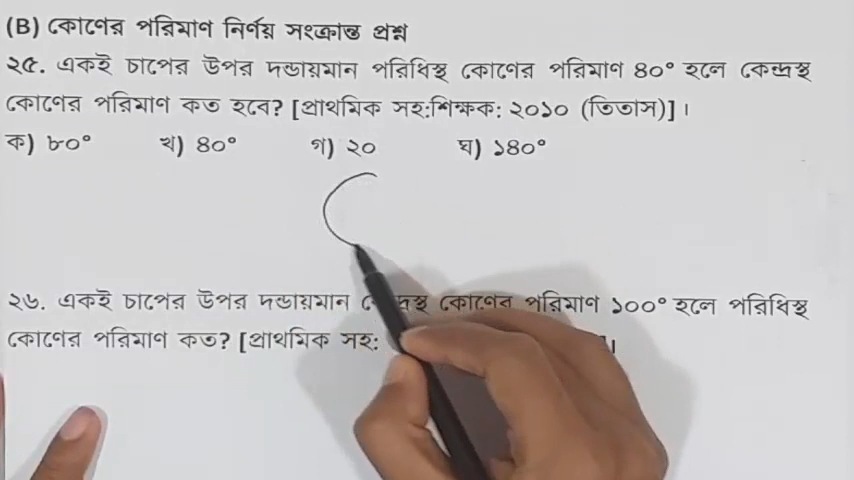 (B) কোণের পরিমাণ নির্ণয় সংক্রান্ত প্রশ্ন
২৫. একই চাপের উপর দন্ডায়মান পরিধিস্থ কোণের পরিমাণ ৪০° হলে কেন্দ্রস্থ
কোণের পরিমাণ কত হবে? [প্রাথমিক সহ:শিক্ষক: ২০১০ (তিতাস)]।
ক) ৮০° খ) ৪০° গ) ২০ ঘ) ১৪০°
২৬. একই চাপের উপর দন্ডায়মান কোণের পরিমাণ ১০০° হলে পরিধিস্থ
কোণের পরিমাণ কত? [প্রাথমিক সহ: